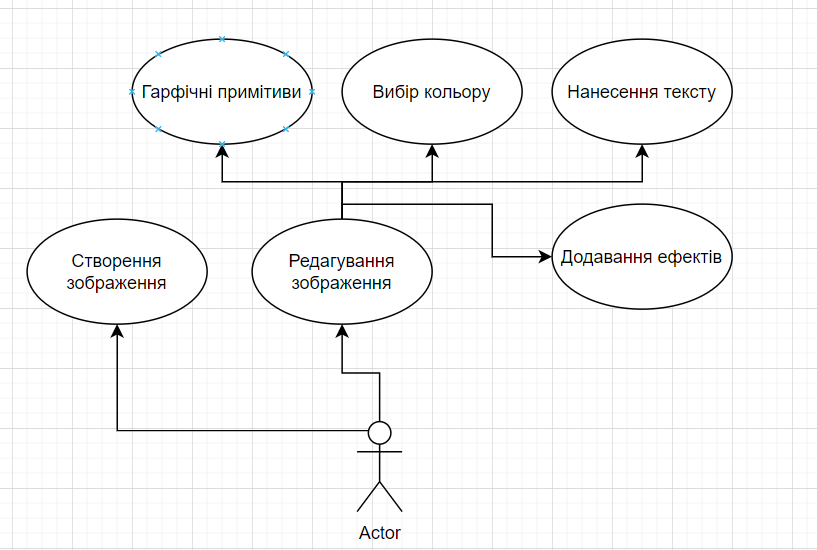 Гарфічні примітиви
Вибір кольору
Нанесення тексту
Створення
зображення
Редагування
зображення
Додавання ефектів
Actor